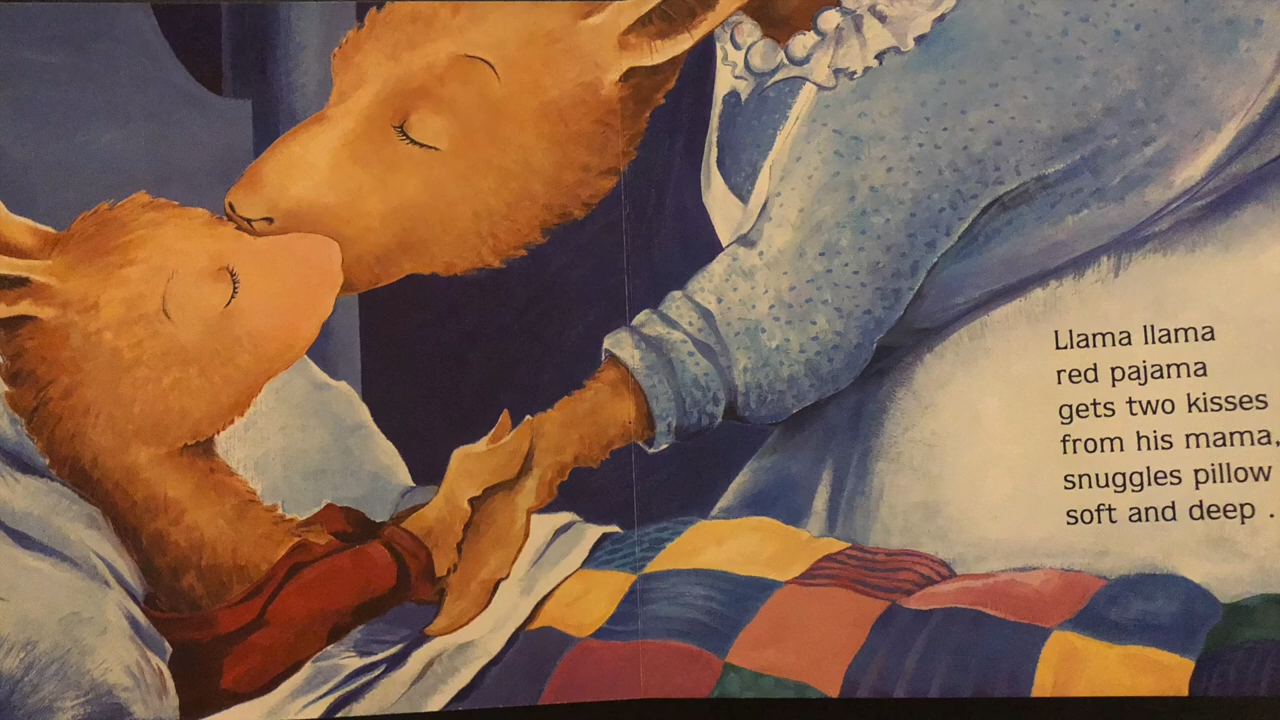 Llama llama
red pajama
gets two kisses
from his mama,
snuggles pillow
soft and deep .